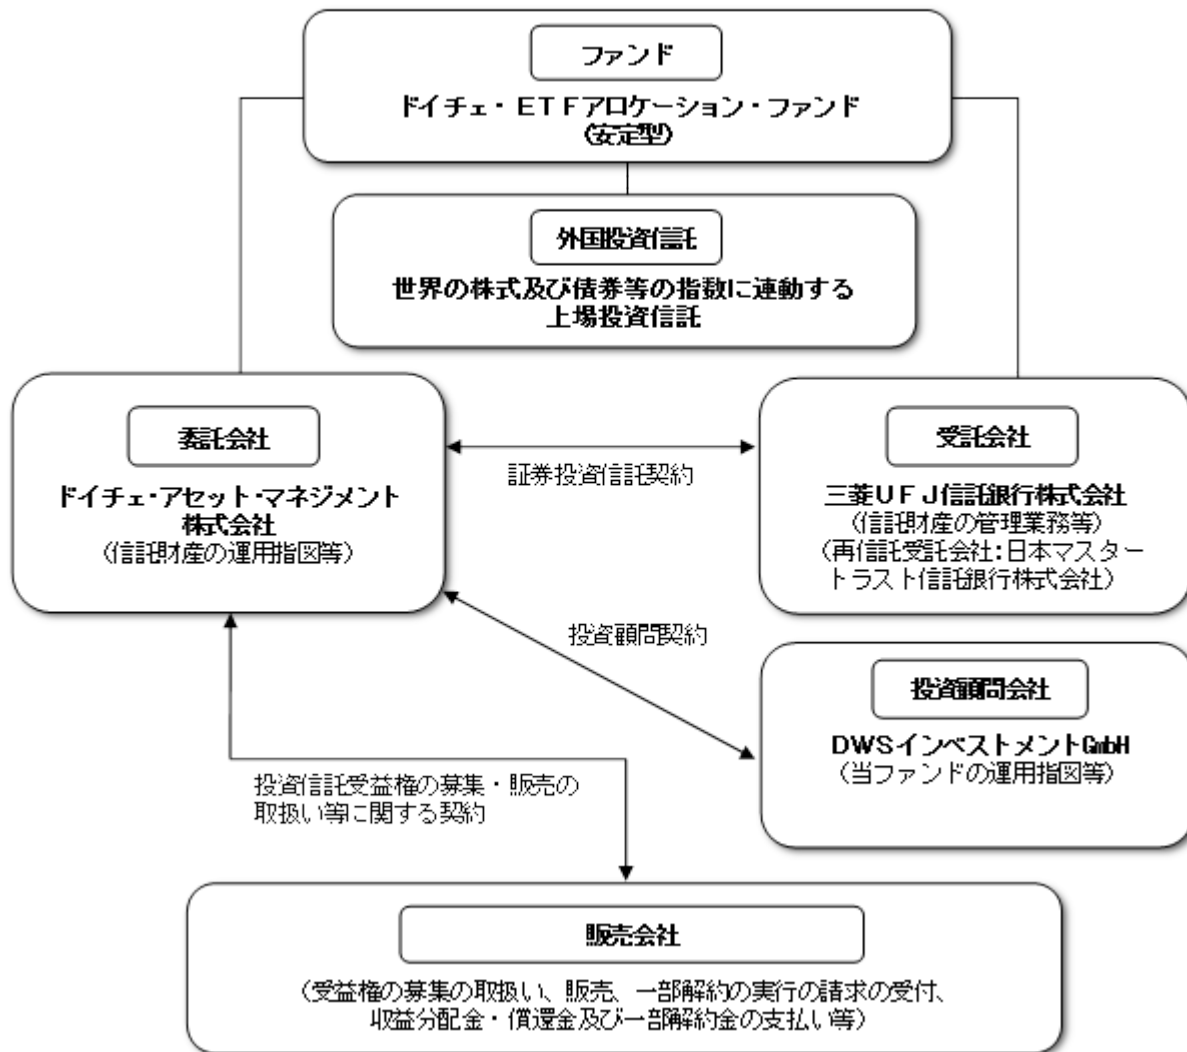 ファンド
ドイチェ・ETFアロケーション・ファンド
(安定型)
外国投資信託
世界の株式及び債券等の指数に連動する
上場投資信託
委託会社
ドイチェ・アセット・マネジメント
株式会社
(信託財産の運用指図等)
証券投資信託契約
受託会社
三菱UFJ信託銀行株式会社
(信託財産の管理業務等)
(再信託受託会社:日本マスター
トラスト信託銀行株式会社)
投資顧問契約
投資顧問会社
DWSインベストメントGmbH
(当ファンドの運用指図等)
投資信託受益権の募集・販売の
取扱い等に関する契約
販売会社
(受益権の募集の取扱い、販売、一部解約の実行の請求の受付、
収益分配金・償還金及び一部解約金の支払い等)